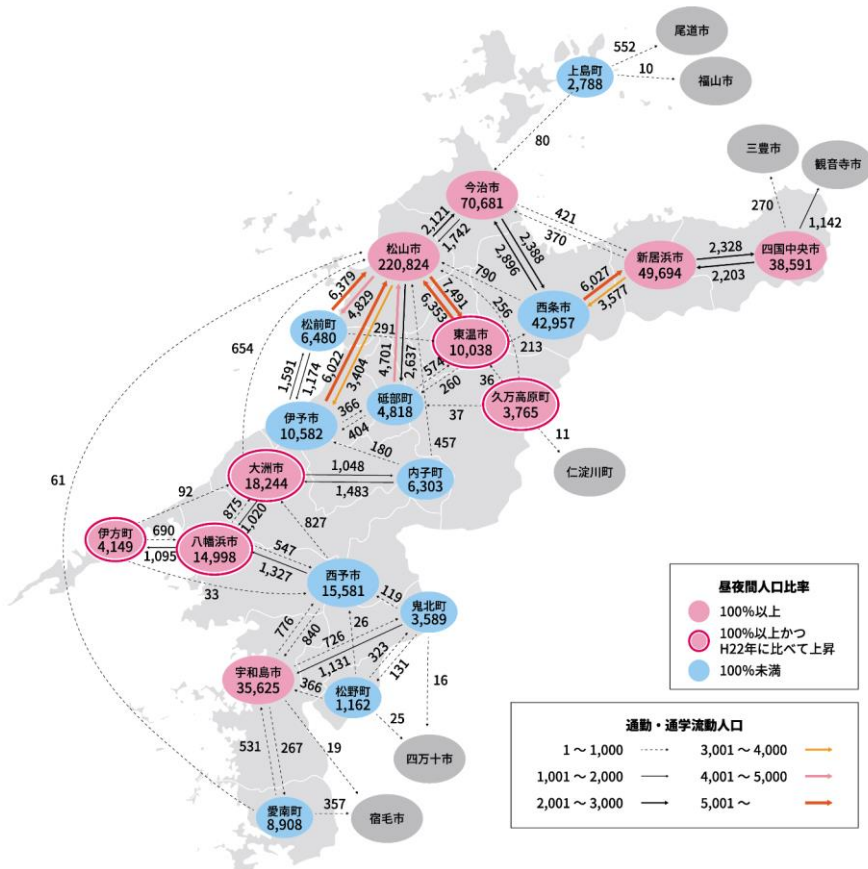 552
尾道市
上島町
2,788
10
福山市
80
三豊市
観音寺市
今治市
70,681
421
370
270
1,142
2,121
1,742
松山市
220,824
2,388
2,896
新居浜市
49,694
2,328
2,203
四国中央市
38,591
790
6,027
3,577
西条市
42,957
6,379
4,829
7,491
6,353
256
松前町
6,480
291
東温市
10,038
213
654
1,591
1,174
6,022
3,404
4,701
2,637
574
260
36
久万高原町
3,765
伊予市
10,582
366
404
砥部町
4,818
37
11
仁淀川町
180
457
大洲市
18,244
1,048
1,483
内子町
6,303
61
92
875
1,020
827
伊方町
4,149
690
1,095
八幡浜市
14,998
547
1,327
33
西予市
15,581
119
鬼北町
3,589
26
776
840
726
1,131
323
131
宇和島市
35,625
366
松野町
1,162
16
25
四万十市
531
267
19
愛南町
8,908
357
宿毛市
昼夜間人口比率
100%以上
100%以上かつ
H22年に比べて上昇
100%未満
通勤・通学流動人口
1～1,000
3,001～4,000
1,001～2,000
4,001～5,000
2,001～3,000
5,001～